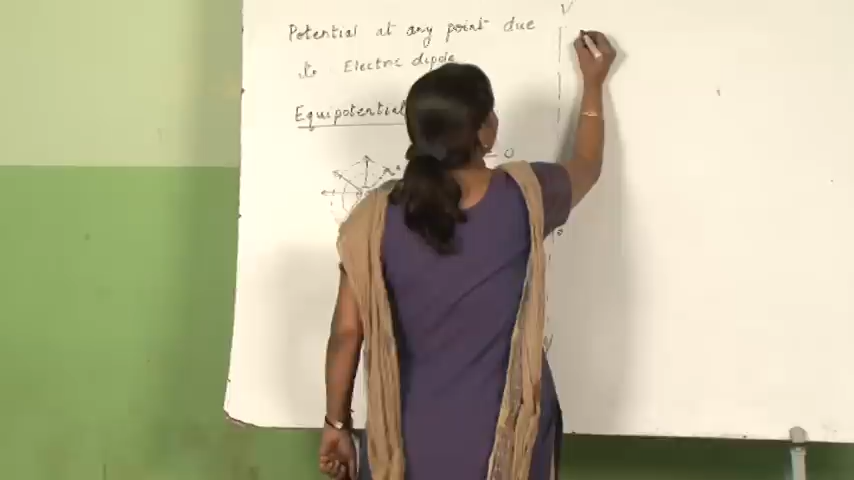 Potential at any point due
to Electric dipole
Equipotential
V